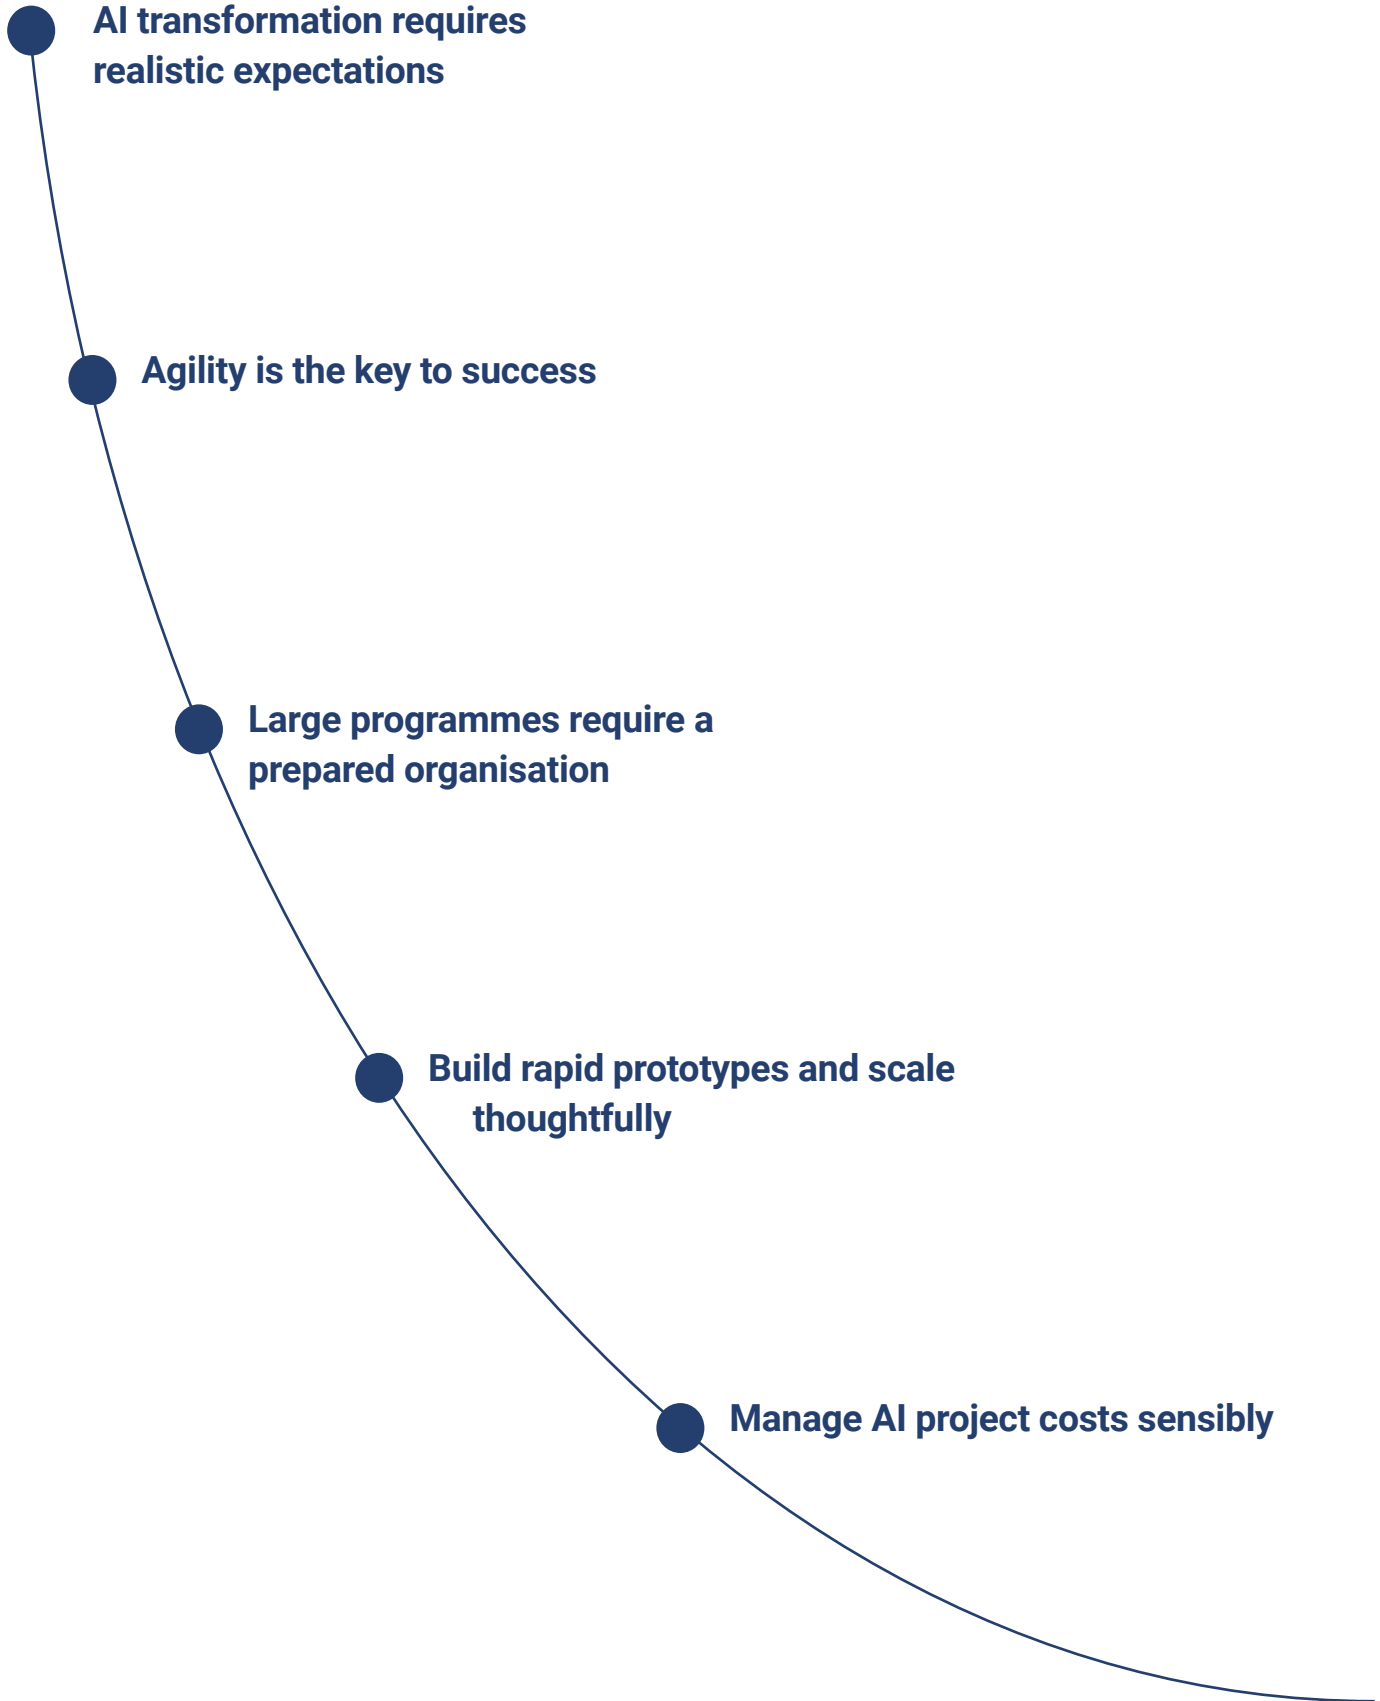 AI transformation requires
realistic expectations
Agility is the key to success
Large programmes require a
prepared organisation
Build rapid prototypes and scale
thoughtfully
Manage AI project costs sensibly